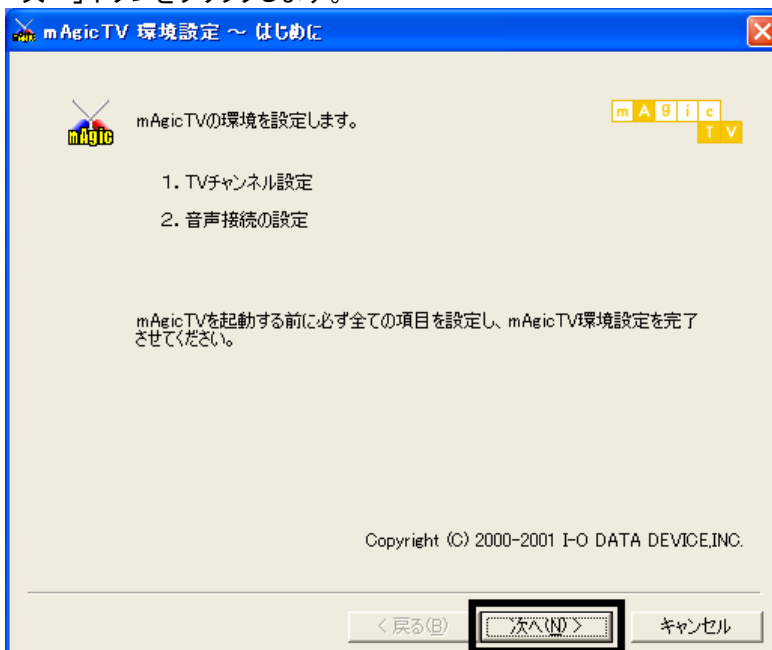 mAgicTV 環境設定 ～ はじめに
mAgic
mAgicTVの環境を設定します。
mAgic
TV
1. TVチャンネル設定
2. 音声接続の設定
mAgicTVを起動する前に必ず全ての項目を設定し、mAgicTV環境設定を完了
させてください。
Copyright (C) 2000-2001 I-O DATA DEVICE,INC.
< 戻る(B)
次へ(N) >
キャンセル